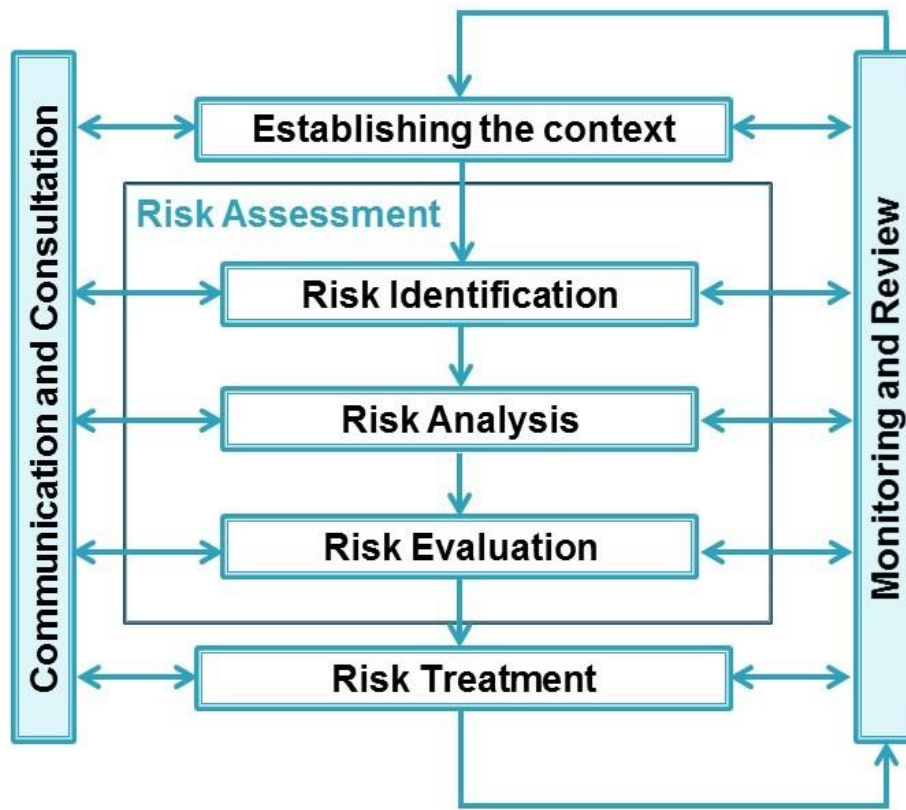 Establishing the context
Risk Assessment
Risk Identification
Risk Analysis
Risk Evaluation
Risk Treatment
Communication and Consultation
Monitoring and Review